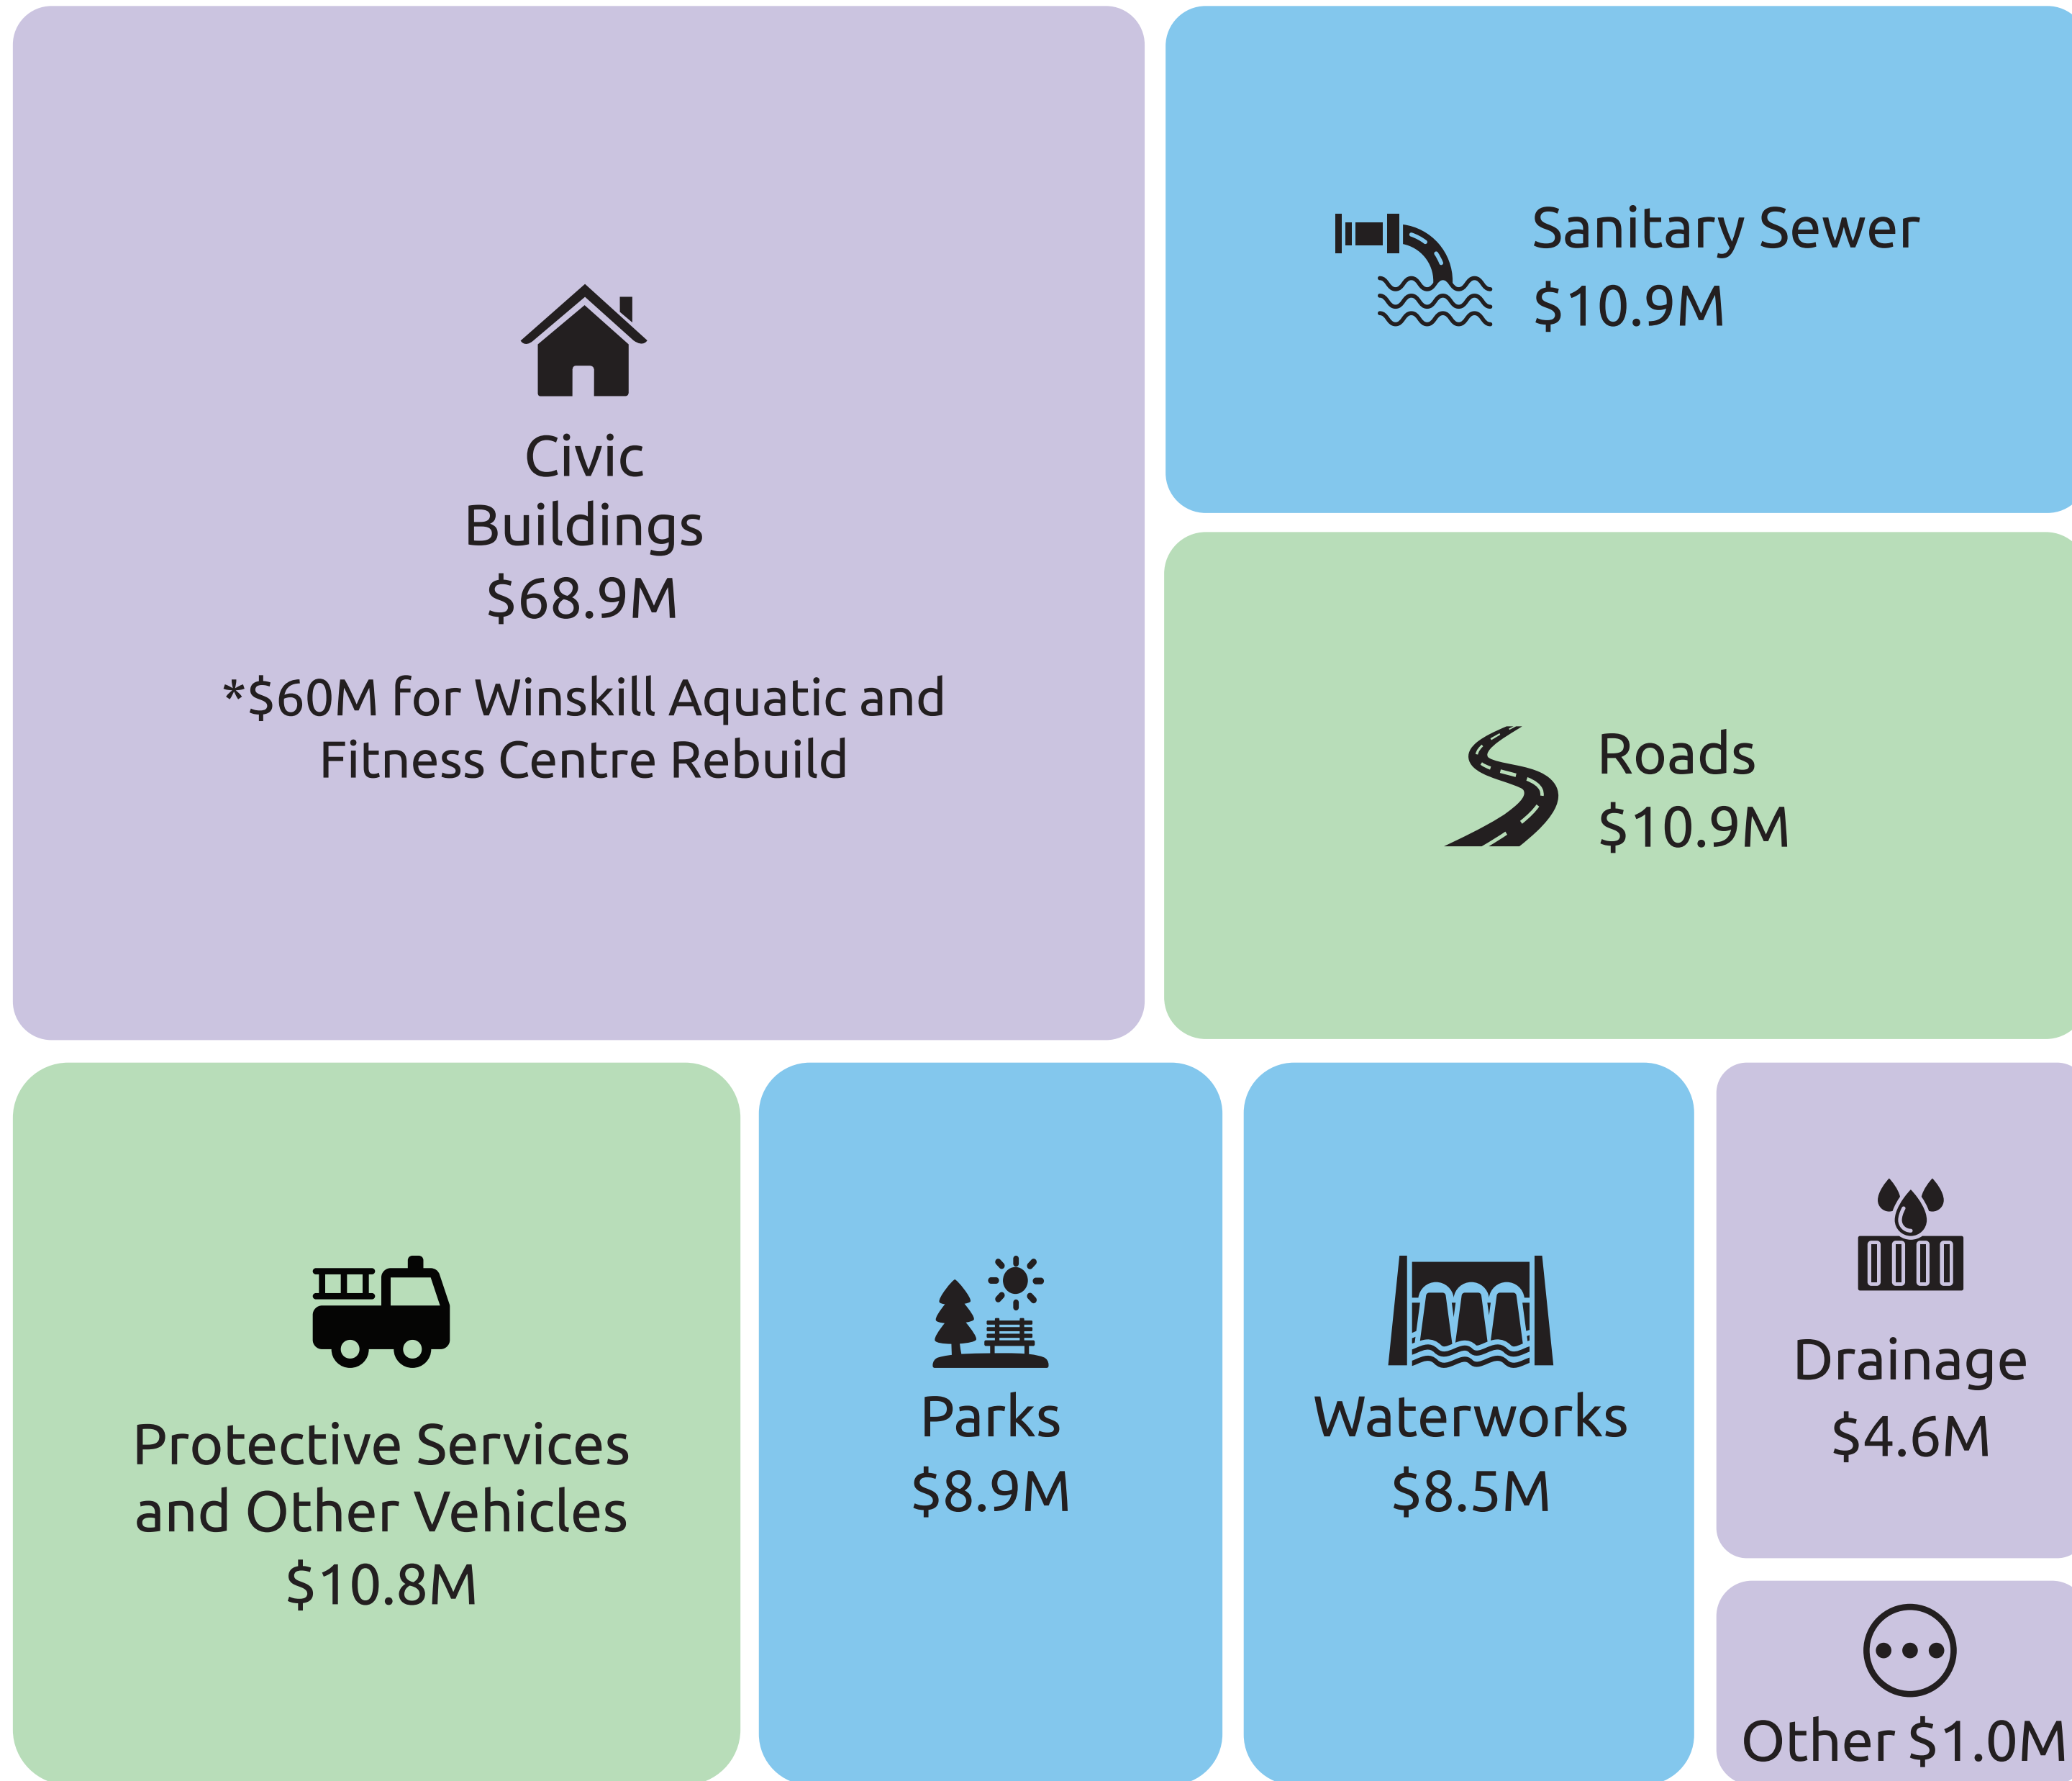 Civic
Buildings
$68.9M
*$60M for Winskill Aquatic and
Fitness Centre Rebuild
Sanitary Sewer
$10.9M
Roads
$10.9M
Protective Services
and Other Vehicles
$10.8M
Parks
$8.9M
Waterworks
$8.5M
Drainage
$4.6M
Other $1.0M